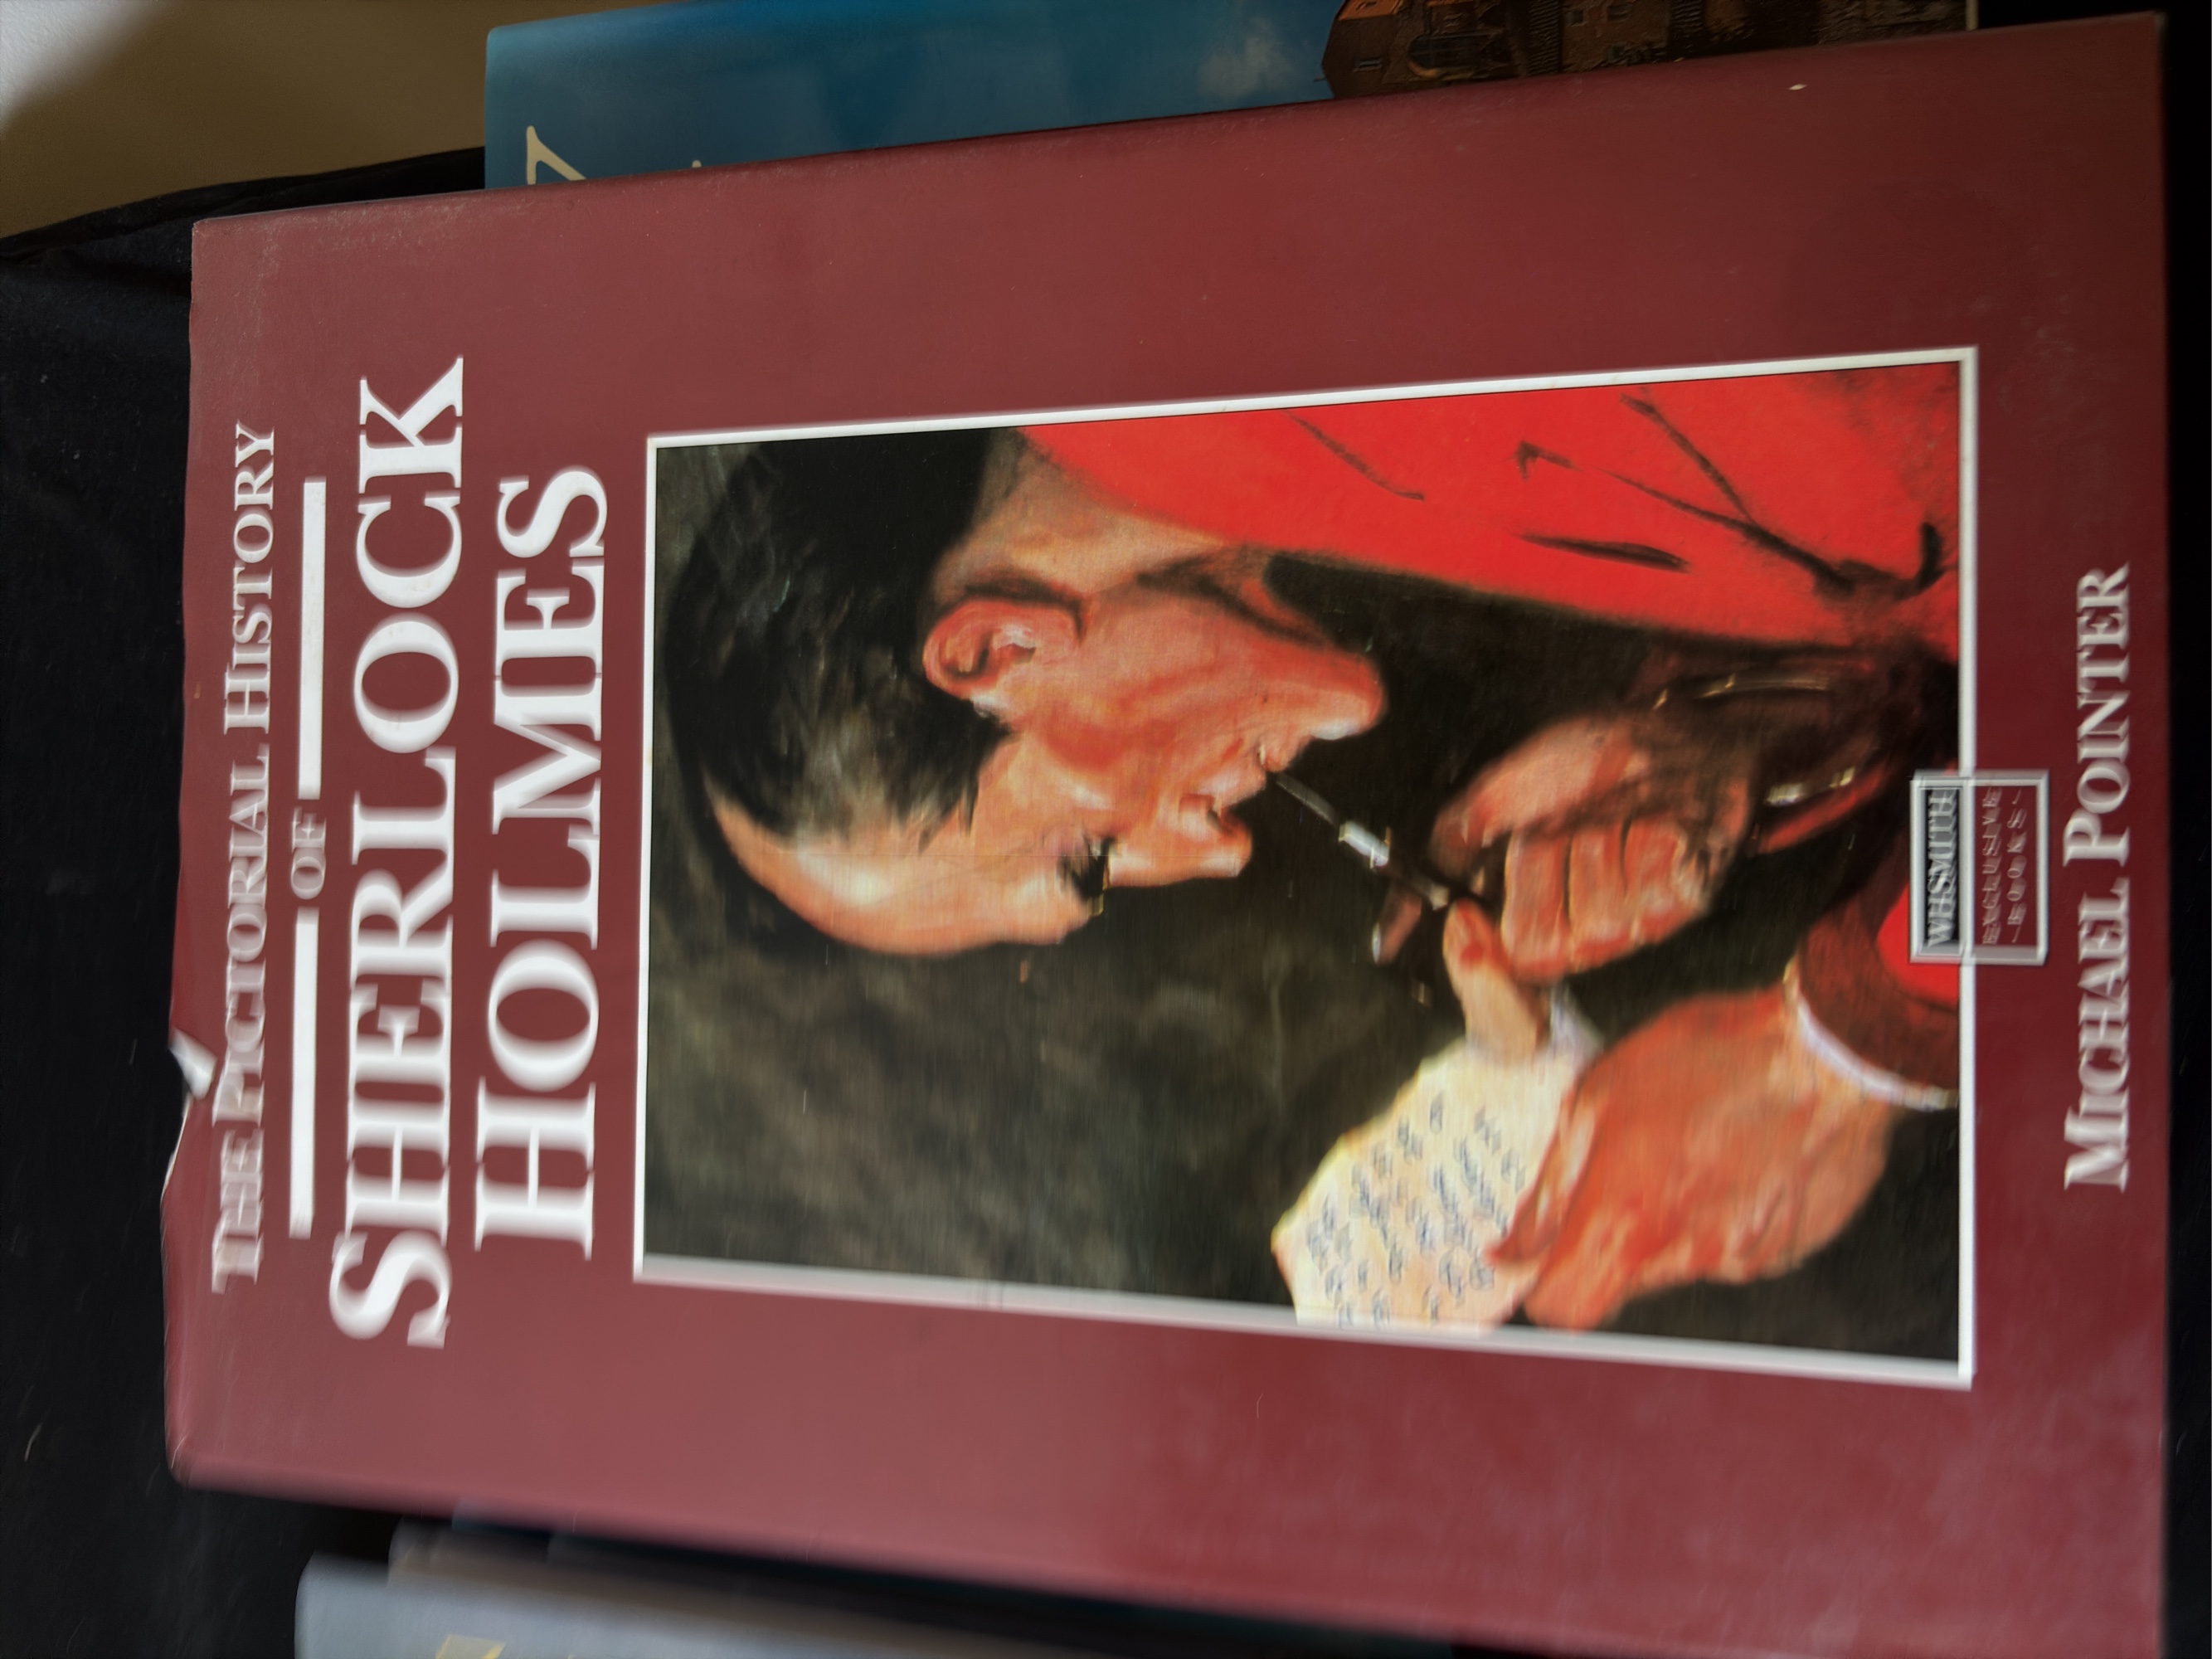 THE PICTORIAL HISTORY
OF
SHERLOCK
HOLMES
WHSMITH
EXCLUSIVE
-BOOKS-
MICHAEL POINTER